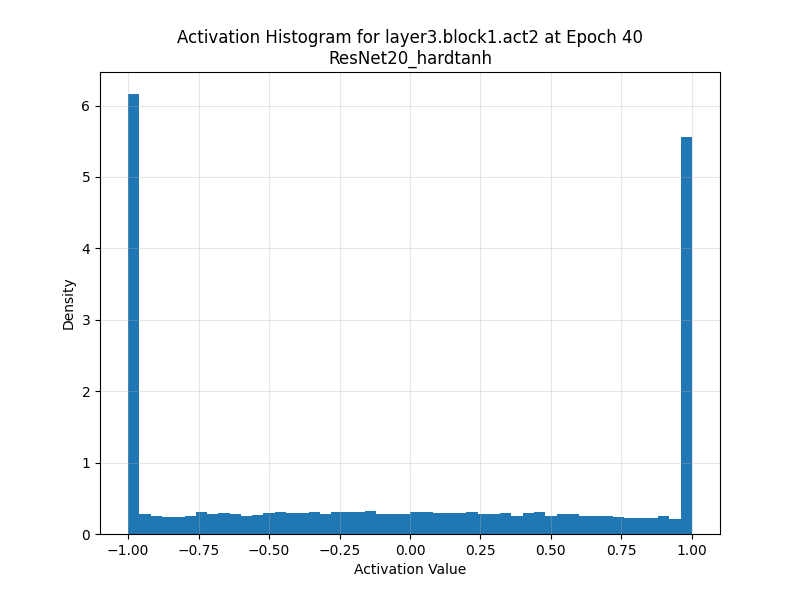 Activation Histogram for layer3.block1.act2 at Epoch 40
ResNet20_hardtanh
Density
6
5
4
3
2
1
0
−1.00 −0.75 −0.50 −0.25 0.00 0.25 0.50 0.75 1.00
Activation Value